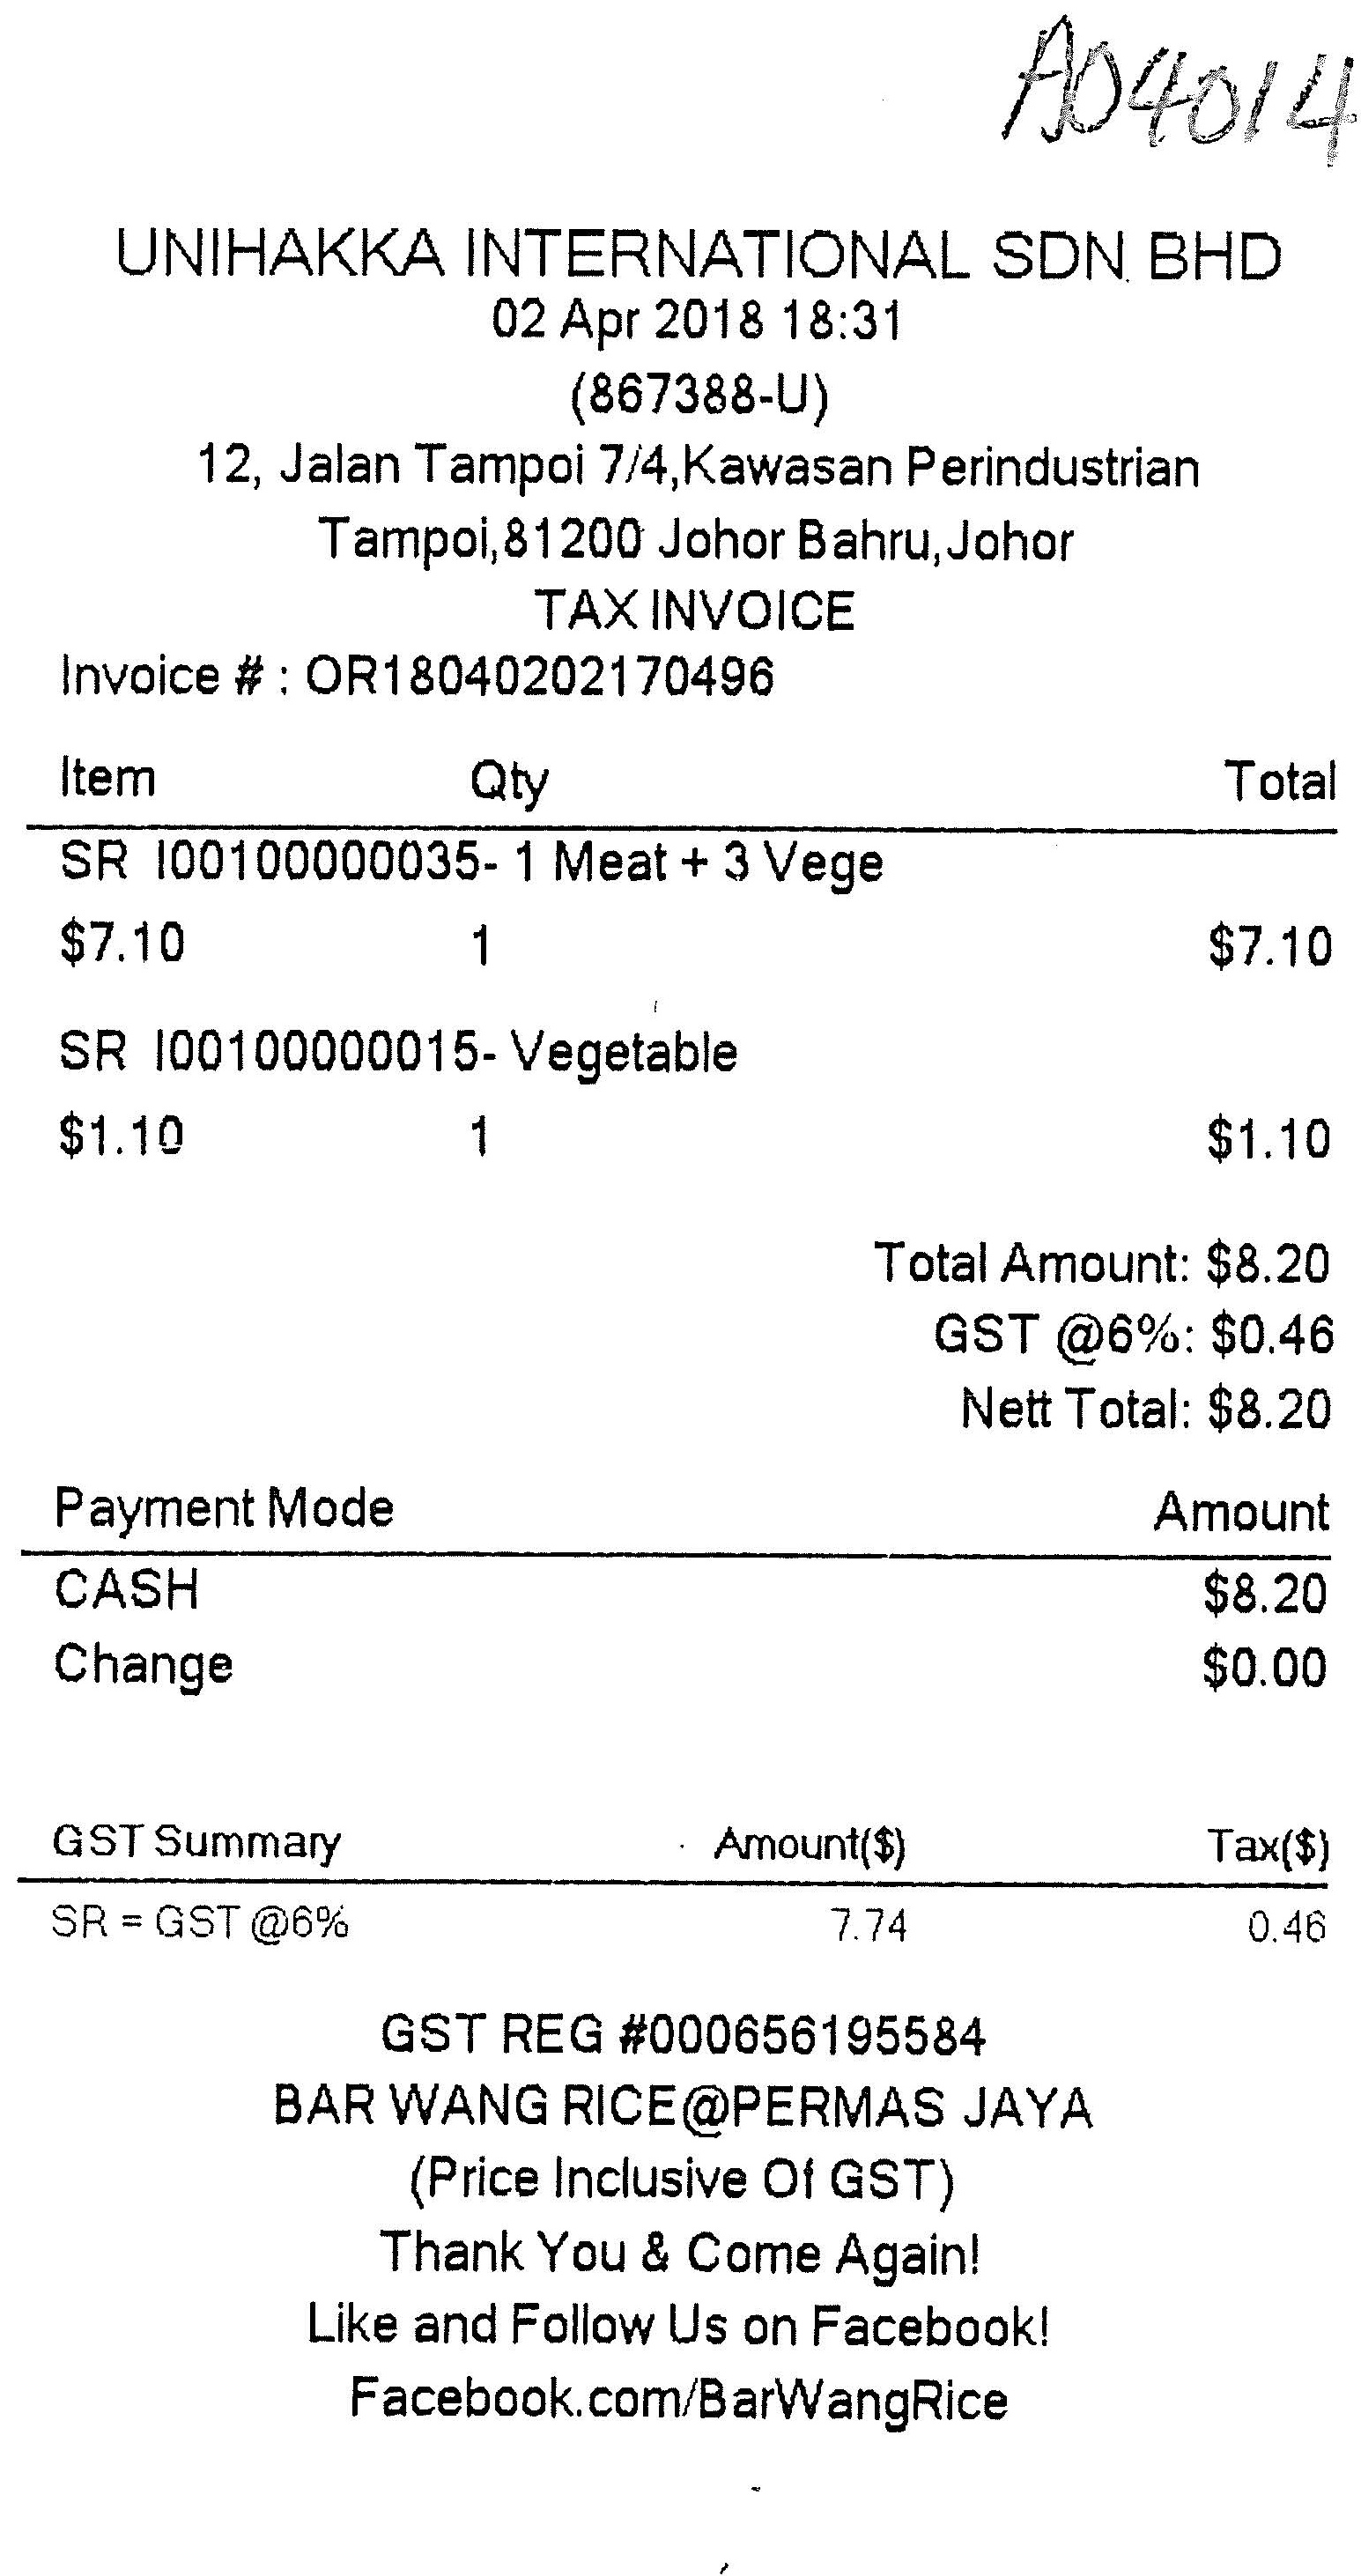 A04014
UNIHAKKA INTERNATIONAL SDN BHD
02 Apr 2018 18:31
(867388-U)
12, Jalan Tampoi 7/4,Kawasan Perindustrian
Tampoi,81200 Johor Bahru,Johor
TAX INVOICE
Invoice # : OR18040202170496
Item Qty Total
SR I00100000035- 1 Meat + 3 Vege
$7.10 1 $7.10
SR I00100000015- Vegetable
$1.10 1 $1.10
Total Amount: $8.20
GST @6%: $0.46
Nett Total: $8.20
Payment Mode Amount
CASH $8.20
Change $0.00
GST Summary Amount($) Tax($)
SR = GST @6% 7.74 0.46
GST REG #000656195584
BAR WANG RICE@PERMAS JAYA
(Price Inclusive Of GST)
Thank You & Come Again!
Like and Follow Us on Facebook!
Facebook.com/BarWangRice